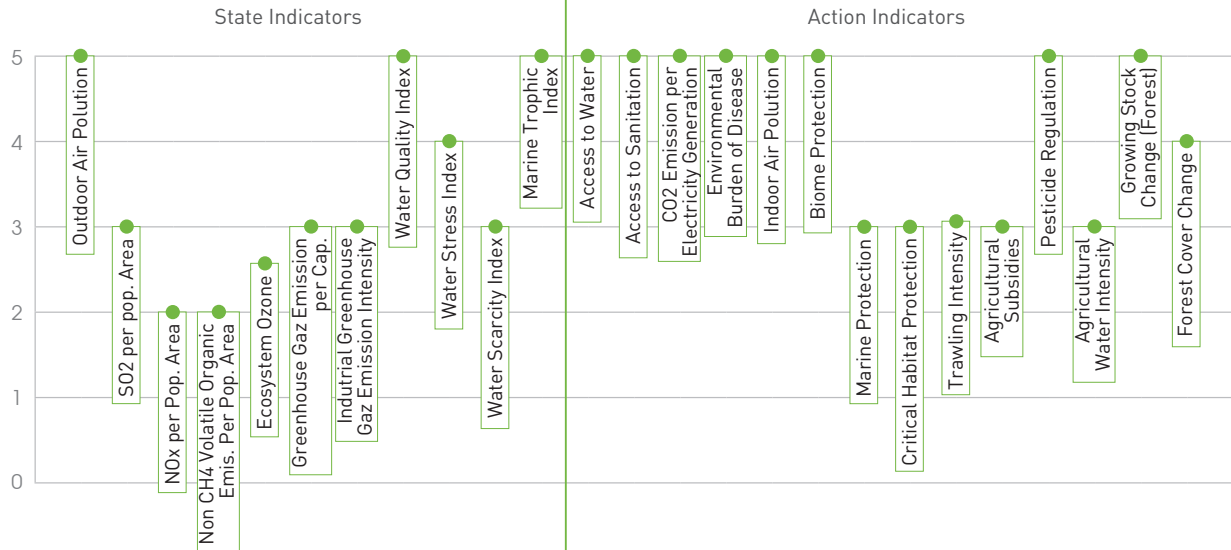 State Indicators
Action Indicators
5
4
3
2
1
0
Outdoor Air Polution
SO2 per pop. Area
NOx per Pop. Area
Non CH4 Volatile Organic
Emis. Per Pop. Area
Ecosystem Ozone
Greenhouse Gaz Emission
per Cap.
Indutrial Greenhouse
Gaz Emission Intensity
Water Quality Index
Water Stress Index
Water Scarcity Index
Marine Trophic
Index
Access to Water
Access to Sanitation
CO2 Emission per
Electricity Generation
Environmental
Burden of Disease
Indoor Air Polution
Biome Protection
Marine Protection
Critical Habitat Protection
Trawling Intensity
Agricultural
Subsidies
Pesticide Regulation
Agricultural
Water Intensity
Growing Stock
Change (Forest)
Forest Cover Change